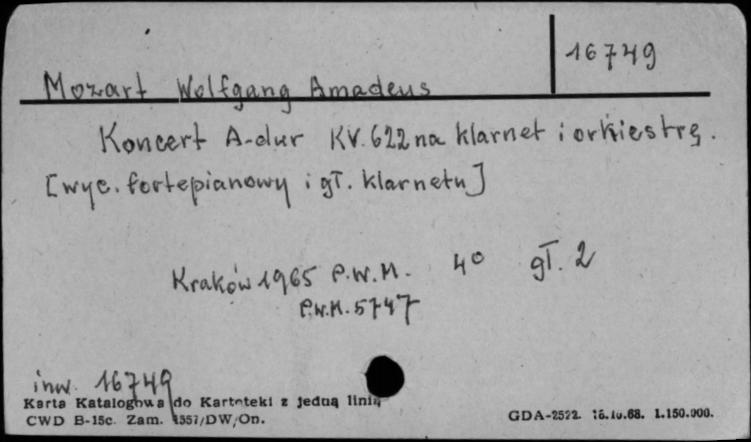 16749
Mozart Wolfgang Amadeus
Koncert A-dur KV. 622 na klarnet i orkiestrę.
[wyc. fortepianowy i gł. klarnetu]
Kraków 1965 P.W.M. 4° gł. 2
P.W.M. 5747
inw. 16749
Karta Katalogowa do Kartoteki z jedną linią
CWD B-15c. Zam. 1557/DW/On. GDA-2522. 16.10.68. 1.150.000.